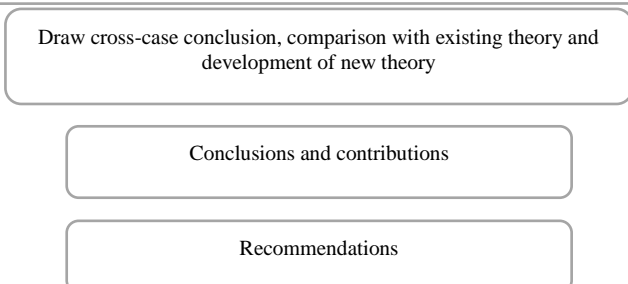 Draw cross-case conclusion, comparison with existing theory and
development of new theory
Conclusions and contributions
Recommendations